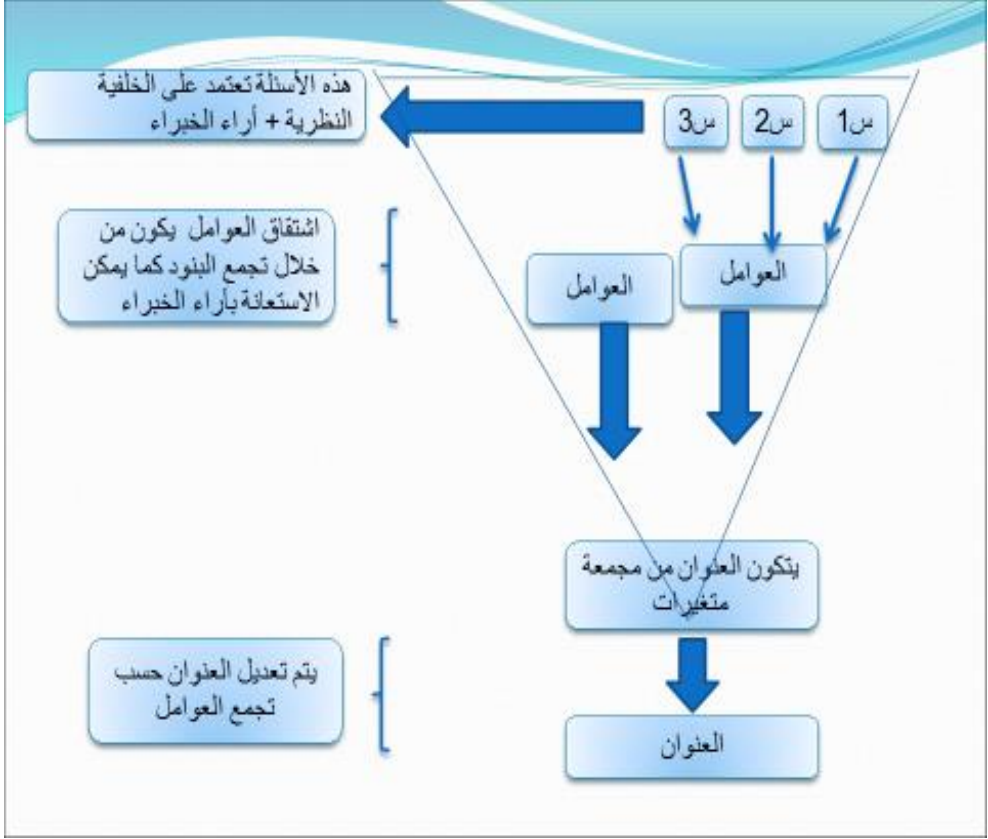 س1
س2
س3
هذه الأسئلة تعتمد على الخلفية
النظرية + أراء الخبراء
العوامل
العوامل
اشتقاق العوامل يكون من
خلال تجمع البنود كما يمكن
الاستعانة بأراء الخبراء
يتكون العنوان من مجمعة
متغيرات
يتم تعديل العنوان حسب
تجمع العوامل
العنوان